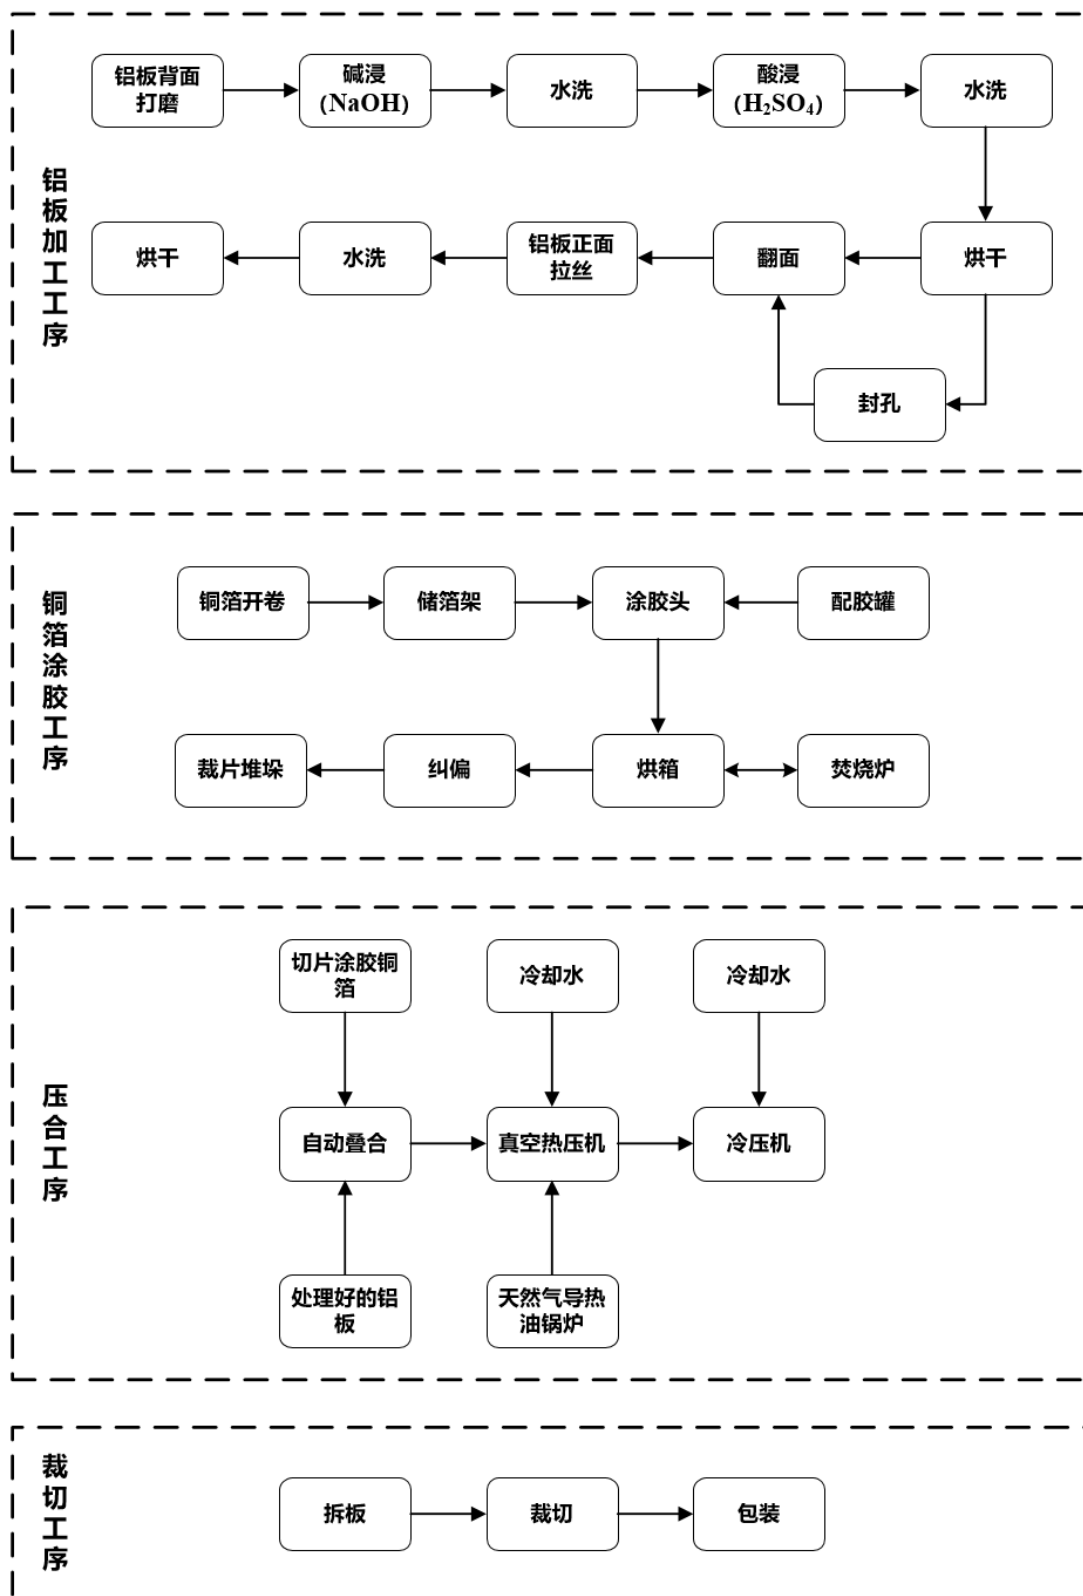 铝板加工工序
铝板背面
打磨
碱浸
(NaOH)
水洗
酸浸
(H₂SO₄)
水洗
烘干
水洗
铝板正面
拉丝
翻面
烘干
封孔
铜箔涂胶工序
铜箔开卷
储箔架
涂胶头
配胶罐
裁片堆垛
纠偏
烘箱
焚烧炉
压合工序
切片涂胶铜
箔
冷却水
冷却水
自动叠合
真空热压机
冷压机
处理好的铝
板
天然气导热
油锅炉
裁切工序
拆板
裁切
包装